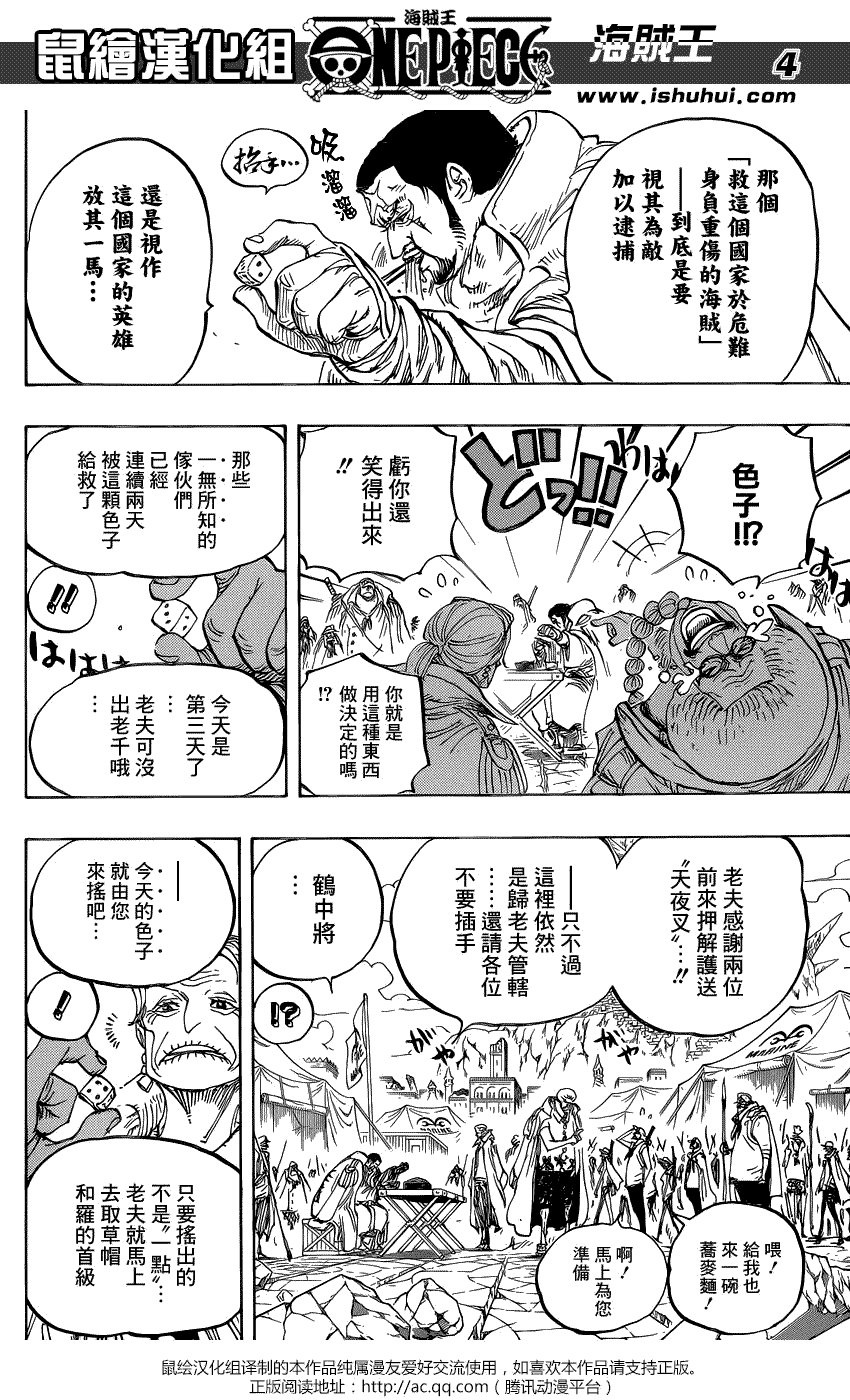 鼠繪漢化組
海賊王
ONE PIECE
海賊王
4
www.ishuhui.com
那個
「救這個國家於危難
身負重傷的海賊」
——到底是要
視其為敵
加以逮捕
吸溜溜
抬手…
還是視作
這個國家的英雄
放其一馬…
色子!!?
わはは
はは
どっ!!
虧你還
笑得出來
!!
你就是
用這種東西
做決定的嗎
!?
那些
一無所知的
傢伙們
已經
連續兩天
被這顆色子
給救了
!!
はははは
今天是
第三天了
…
老夫可沒
出老千哦
…
老夫感謝兩位
前來押解護送
〝天夜叉〞…!!
——只不過
這裡依然
是歸老夫管轄
……還請各位
不要插手
鶴中將
…
!?
がやがや
がや
MARINE
喂！
給我也
來一碗
蕎麥麵！
啊！
馬上為您
準備
——
今天的色子
就由您
來搖吧…
!
只要搖出的
不是〝一點〞…
老夫就馬上
去取草帽
和羅的首級
鼠绘汉化组译制的本作品纯属漫友爱好交流使用，如喜欢本作品请支持正版。
正版阅读地址：http://ac.qq.com（腾讯动漫平台）